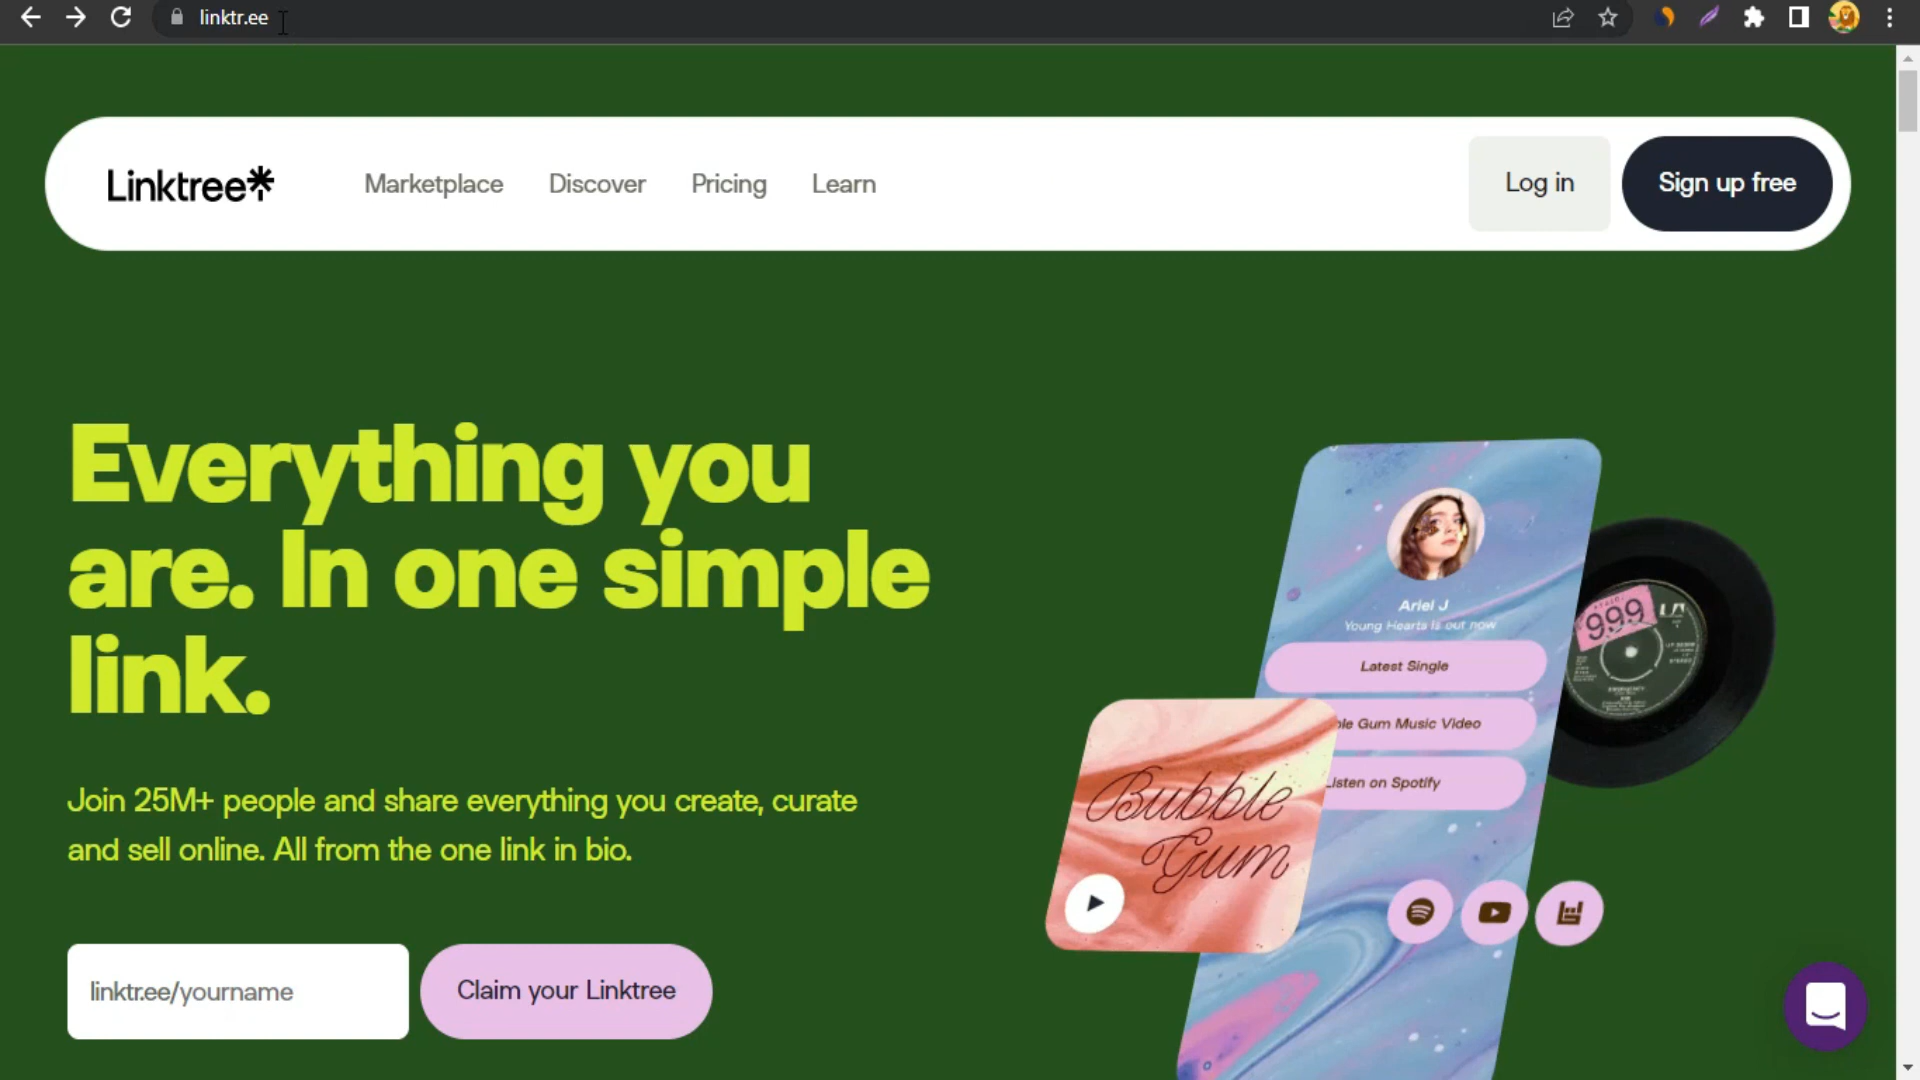 linktr.ee
Linktree*
Marketplace
Discover
Pricing
Learn
Log in
Sign up free
Everything you
are. In one simple
link.
Join 25M+ people and share everything you create, curate
and sell online. All from the one link in bio.
linktr.ee/yourname
Claim your Linktree
Ariel J
Young Hearts is out now
Latest Single
ble Gum Music Video
Listen on Spotify
Bubble
Gum
999
UA